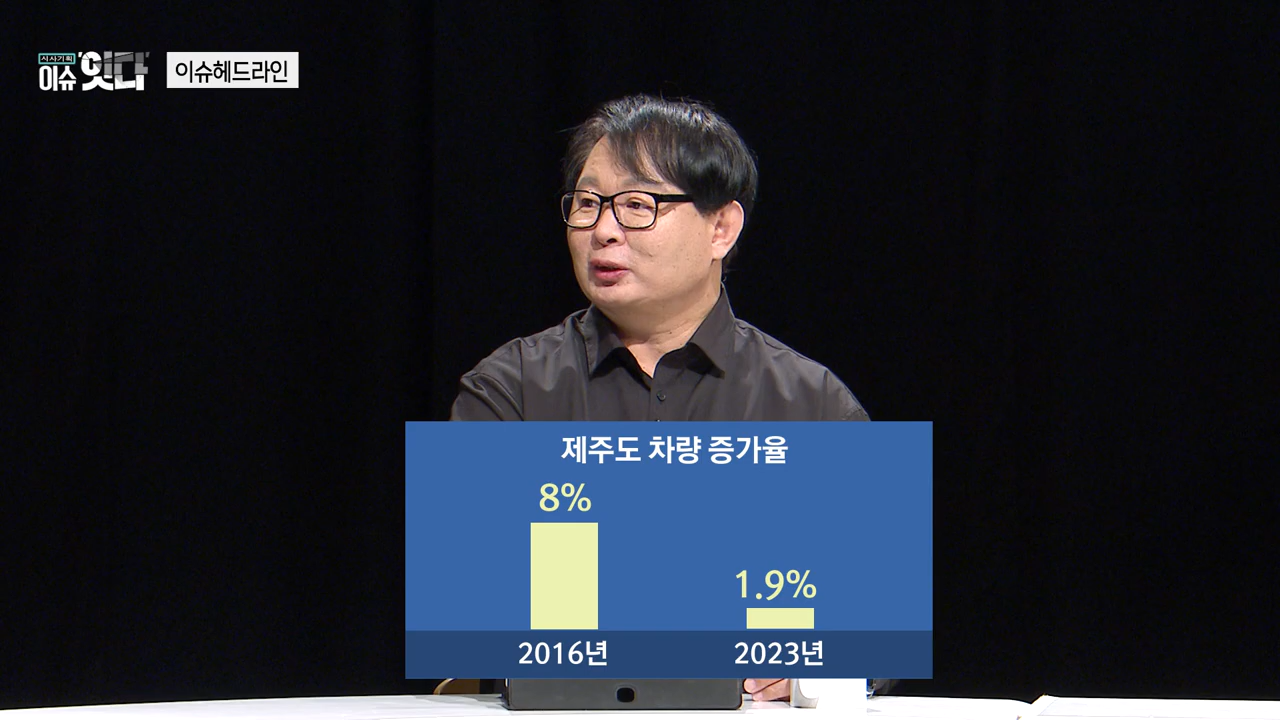 시사기획
이슈 '잇다'
이슈헤드라인
제주도 차량 증가율
8%
1.9%
2016년
2023년